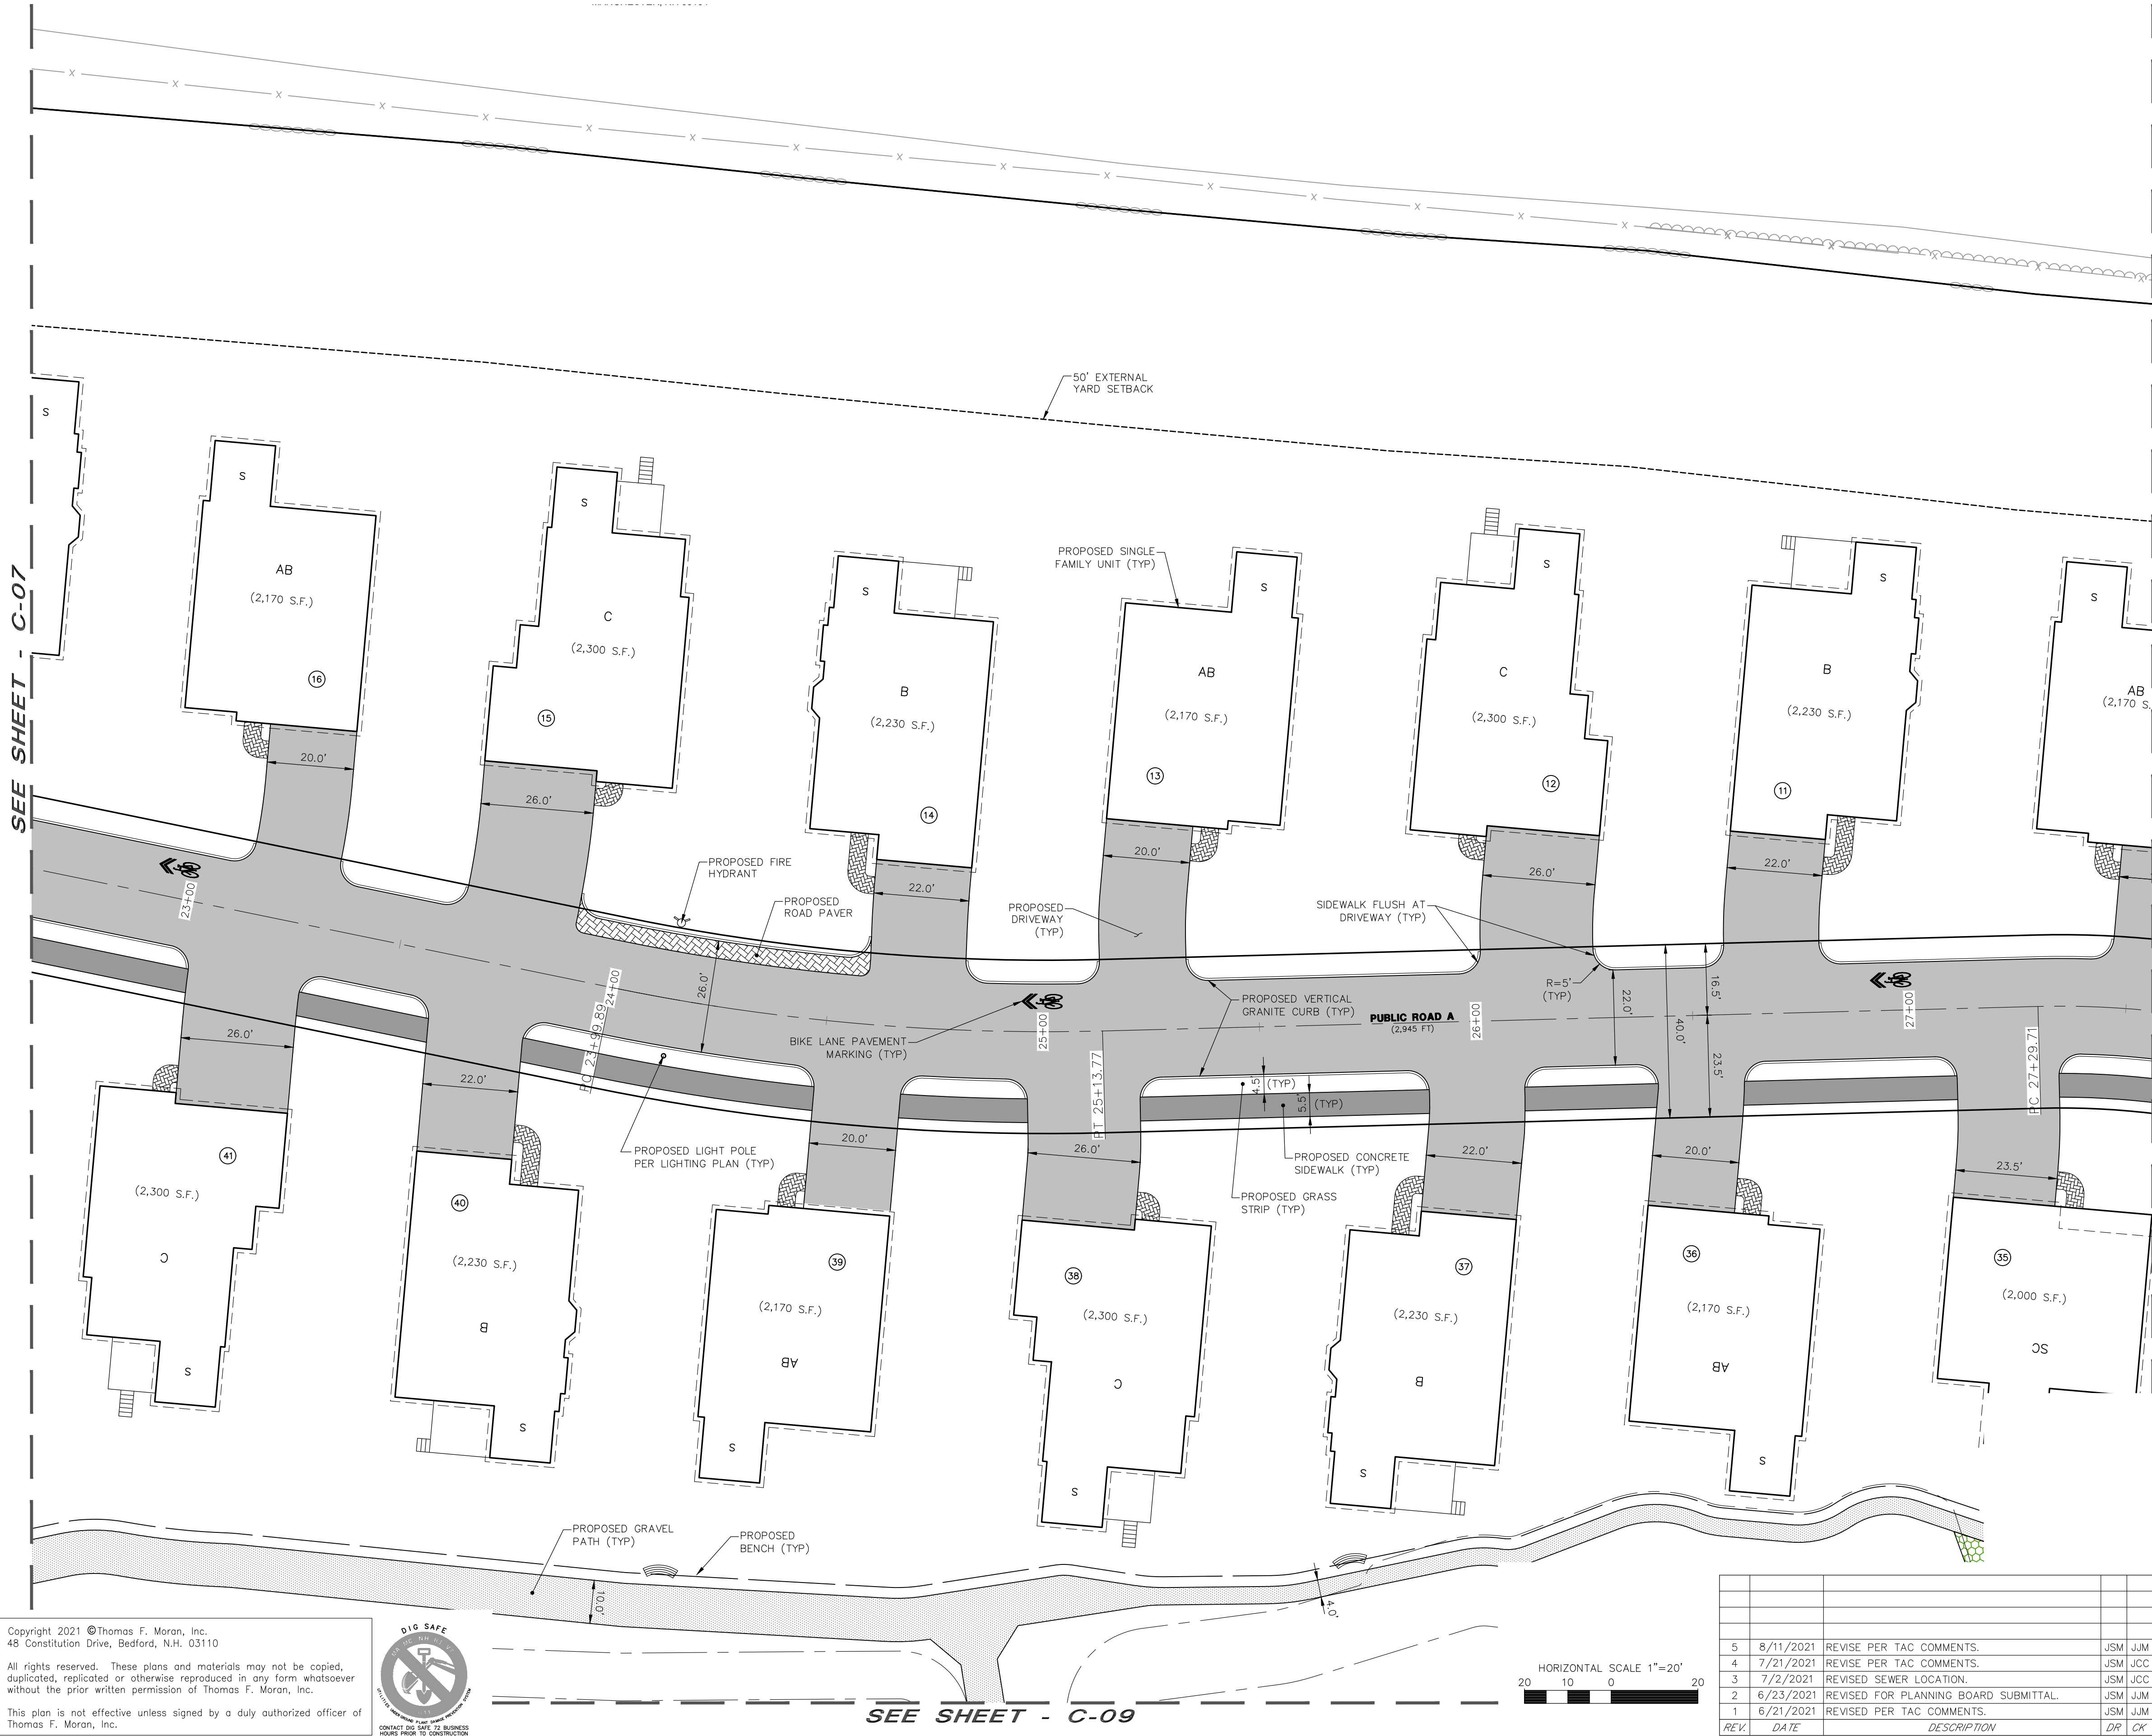 50' EXTERNAL
YARD SETBACK
SEE SHEET - C-07
S
S
AB
(2,170 S.F.)
16
20.0'
S
C
(2,300 S.F.)
15
26.0'
S
B
(2,230 S.F.)
14
22.0'
PROPOSED SINGLE
FAMILY UNIT (TYP)
S
AB
(2,170 S.F.)
13
20.0'
S
C
(2,300 S.F.)
12
26.0'
S
B
(2,230 S.F.)
11
22.0'
S
AB
(2,170 S.
PROPOSED FIRE
HYDRANT
PROPOSED
ROAD PAVER
PROPOSED
DRIVEWAY
(TYP)
SIDEWALK FLUSH AT
DRIVEWAY (TYP)
23+00
PC 23+99.89
24+00
26.0'
BIKE LANE PAVEMENT
MARKING (TYP)
25+00
PT 25+13.77
PROPOSED VERTICAL
GRANITE CURB (TYP)
PUBLIC ROAD A
(2,945 FT)
26+00
R=5'
(TYP)
22.0'
40.0'
16.5'
23.5'
27+00
PC 27+29.71
4.5'
(TYP)
5.5'
(TYP)
PROPOSED LIGHT POLE
PER LIGHTING PLAN (TYP)
PROPOSED CONCRETE
SIDEWALK (TYP)
PROPOSED GRASS
STRIP (TYP)
26.0'
41
(2,300 S.F.)
C
S
22.0'
40
(2,230 S.F.)
B
S
20.0'
39
(2,170 S.F.)
AB
S
26.0'
38
(2,300 S.F.)
C
S
22.0'
37
(2,230 S.F.)
B
S
20.0'
36
(2,170 S.F.)
AB
S
23.5'
35
(2,000 S.F.)
SC
PROPOSED GRAVEL
PATH (TYP)
PROPOSED
BENCH (TYP)
10.0'
4.0'
Copyright 2021 ©Thomas F. Moran, Inc.
48 Constitution Drive, Bedford, N.H. 03110
All rights reserved. These plans and materials may not be copied,
duplicated, replicated or otherwise reproduced in any form whatsoever
without the prior written permission of Thomas F. Moran, Inc.
This plan is not effective unless signed by a duly authorized officer of
Thomas F. Moran, Inc.
DIG SAFE
CONTACT DIG SAFE 72 BUSINESS
HOURS PRIOR TO CONSTRUCTION
SEE SHEET - C-09
HORIZONTAL SCALE 1"=20'
20 10 0 20
5 8/11/2021 REVISE PER TAC COMMENTS. JSM JJM
4 7/21/2021 REVISE PER TAC COMMENTS. JSM JCC
3 7/2/2021 REVISED SEWER LOCATION. JSM JCC
2 6/23/2021 REVISED FOR PLANNING BOARD SUBMITTAL. JSM JJM
1 6/21/2021 REVISED PER TAC COMMENTS. JSM JJM
REV. DATE DESCRIPTION DR CK